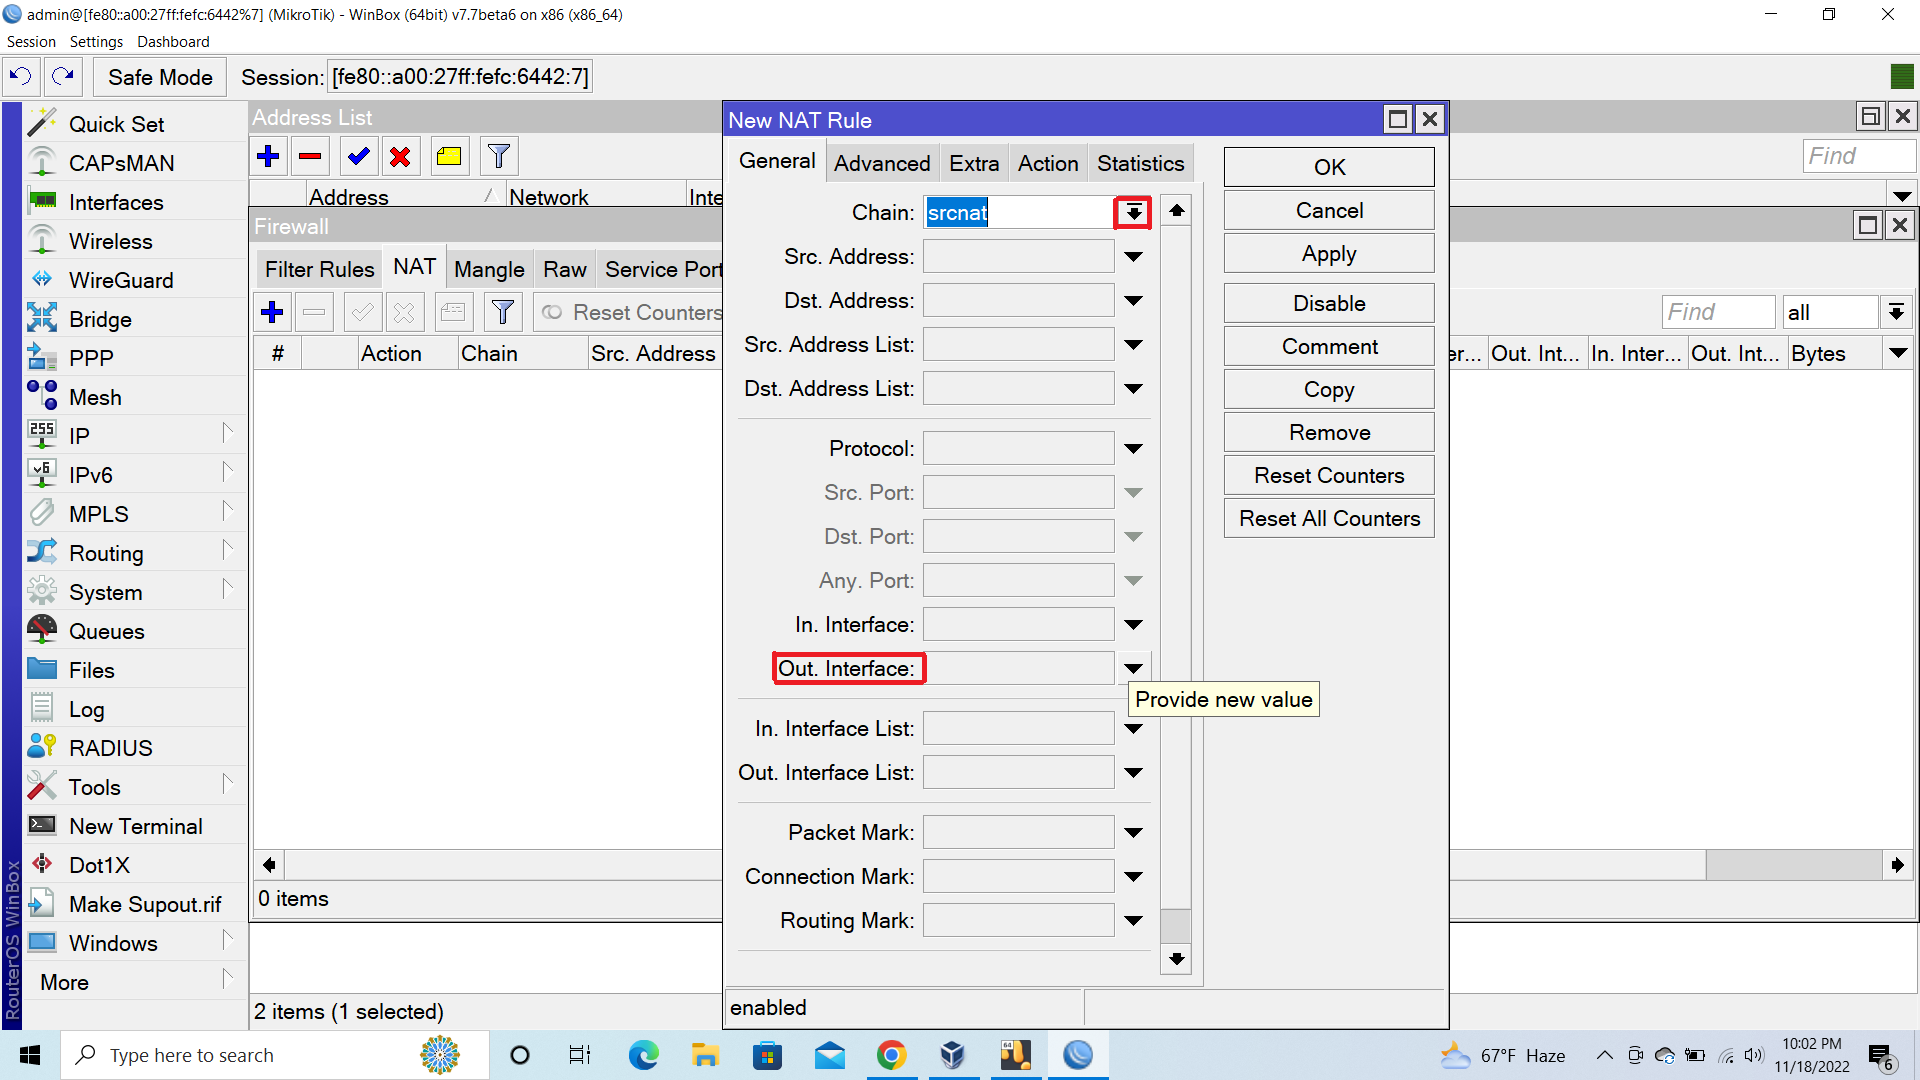 admin@[fe80::a00:27ff:fefc:6442%7] (MikroTik) - WinBox (64bit) v7.7beta6 on x86 (x86_64)
Session Settings Dashboard
Safe Mode Session: [fe80::a00:27ff:fefc:6442:7]
Quick Set
CAPsMAN
Interfaces
Wireless
WireGuard
Bridge
PPP
Mesh
255 IP
v6 IPv6
MPLS
Routing
System
Queues
Files
Log
RADIUS
Tools
New Terminal
Dot1X
Make Supout.rif
Windows
More
RouterOS WinBox
Address List
Find
Address Network Inte
Firewall
Filter Rules NAT Mangle Raw Service Port
Reset Counters
Find all
# Action Chain Src. Address
er... Out. Int... In. Inter... Out. Int... Bytes
0 items
2 items (1 selected)
New NAT Rule
General Advanced Extra Action Statistics
Chain: srcnat
Src. Address:
Dst. Address:
Src. Address List:
Dst. Address List:
Protocol:
Src. Port:
Dst. Port:
Any. Port:
In. Interface:
Out. Interface:
Provide new value
In. Interface List:
Out. Interface List:
Packet Mark:
Connection Mark:
Routing Mark:
enabled
OK
Cancel
Apply
Disable
Comment
Copy
Remove
Reset Counters
Reset All Counters
Type here to search
64
67°F Haze
10:02 PM
11/18/2022
6